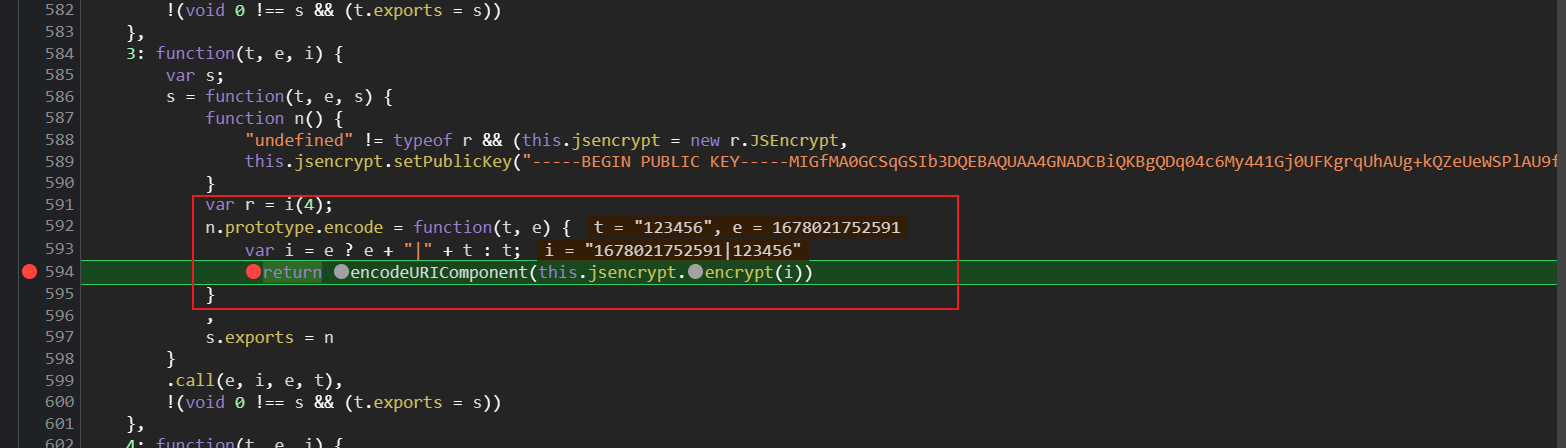 582 !(void 0 !== s && (t.exports = s))
583 },
584 3: function(t, e, i) {
585 var s;
586 s = function(t, e, s) {
587 function n() {
588 "undefined" != typeof r && (this.jsencrypt = new r.JSEncrypt,
589 this.jsencrypt.setPublicKey("-----BEGIN PUBLIC KEY-----MIGfMA0GCSqGSIb3DQEBAQUAA4GNADCBiQKBgQDq04c6My441Gj0UFKgrqUhAUg+kQZeUeWSPlAU9f
590 }
591 var r = i(4);
592 n.prototype.encode = function(t, e) { t = "123456", e = 1678021752591
593 var i = e ? e + "|" + t : t; i = "1678021752591|123456"
594 return encodeURIComponent(this.jsencrypt.encrypt(i))
595 }
596 ,
597 s.exports = n
598 }
599 .call(e, i, e, t),
600 !(void 0 !== s && (t.exports = s))
601 },
602 4: function(t, e, i) {